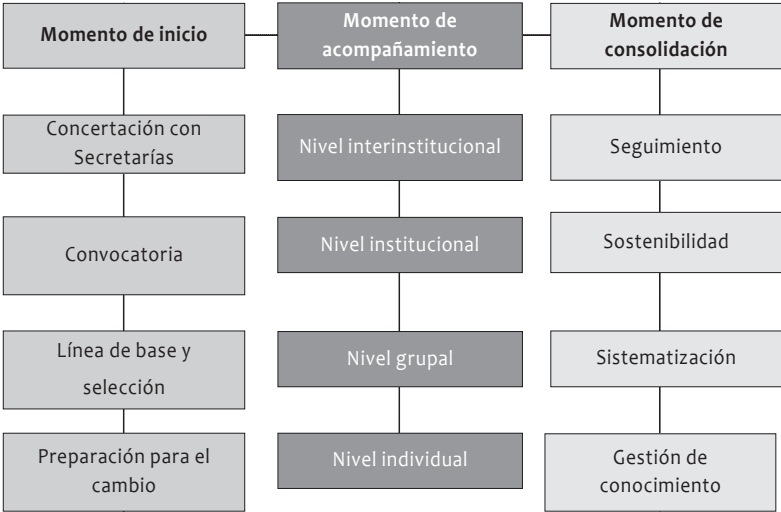 Momento de inicio
Concertación con
Secretarías
Convocatoria
Línea de base y
selección
Preparación para el
cambio
Momento de
acompañamiento
Nivel interinstitucional
Nivel institucional
Nivel grupal
Nivel individual
Momento de
consolidación
Seguimiento
Sostenibilidad
Sistematización
Gestión de
conocimiento